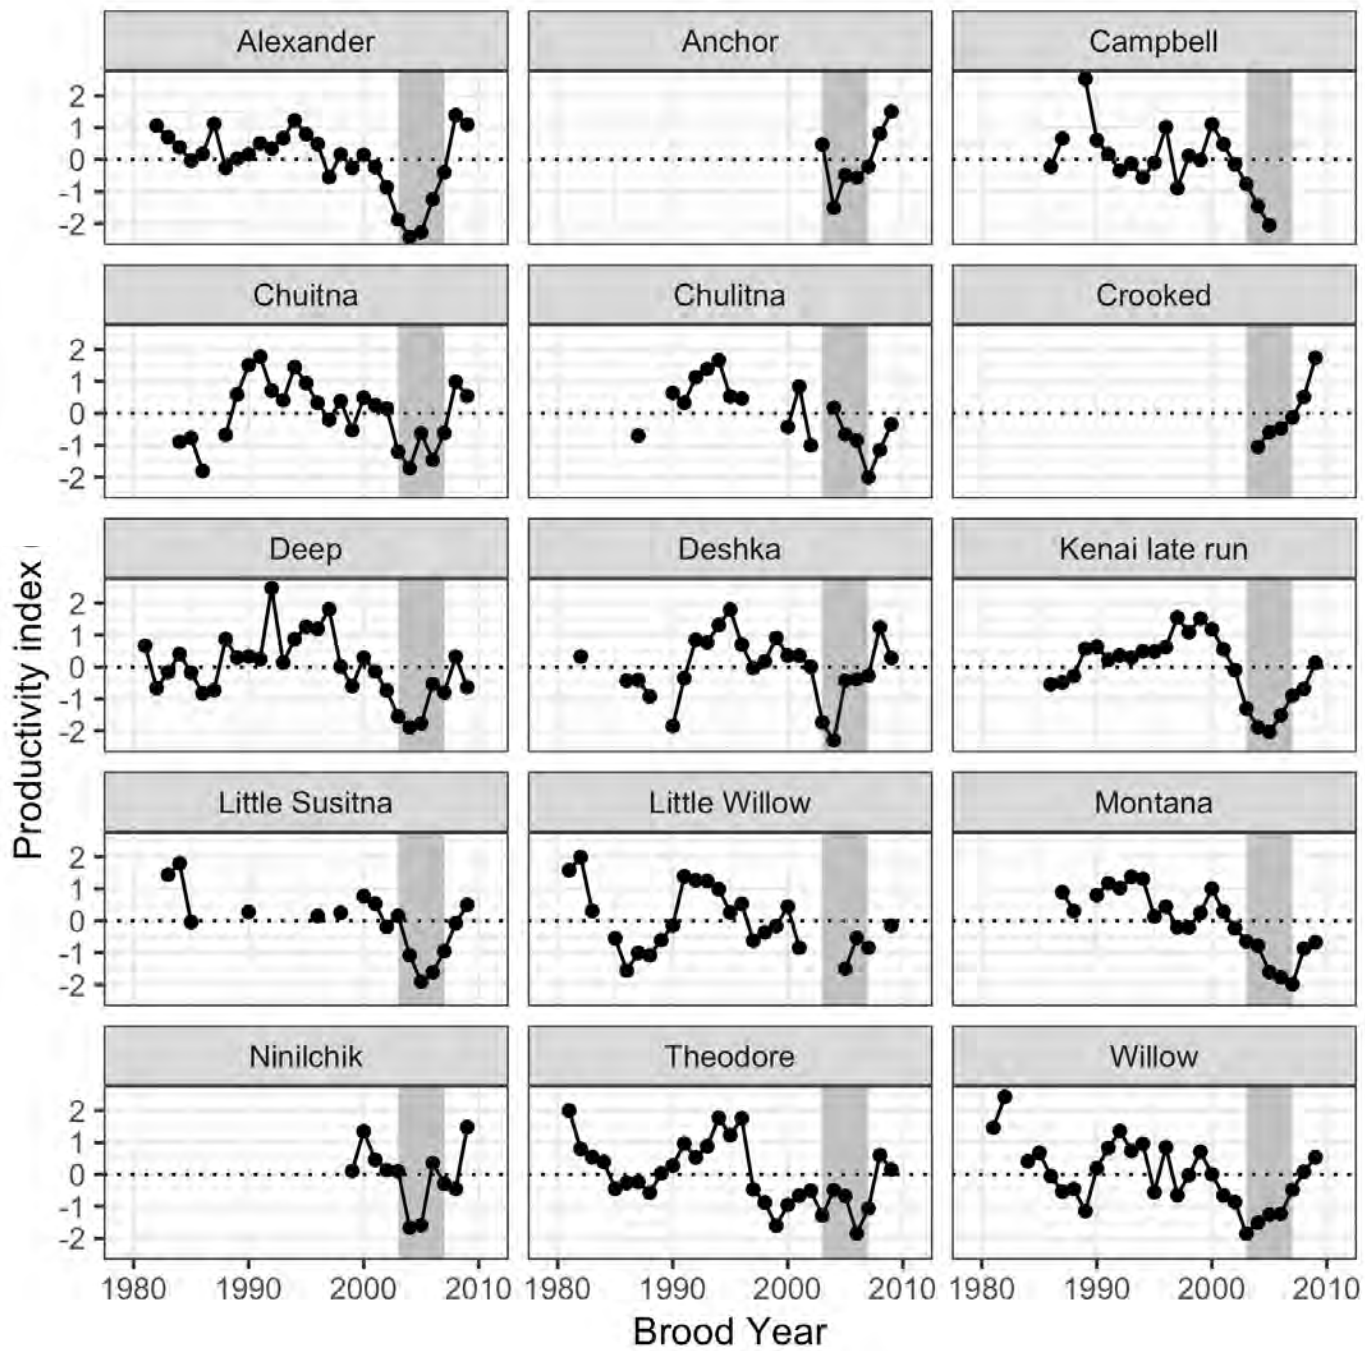 Alexander Anchor Campbell
2 1 0 -1 -2
Chuitna Chulitna Crooked
2 1 0 -1 -2
Deep Deshka Kenai late run
2 1 0 -1 -2
Little Susitna Little Willow Montana
2 1 0 -1 -2
Ninilchik Theodore Willow
2 1 0 -1 -2
1980 1990 2000 2010 1980 1990 2000 2010 1980 1990 2000 2010
Brood Year
Productivity index